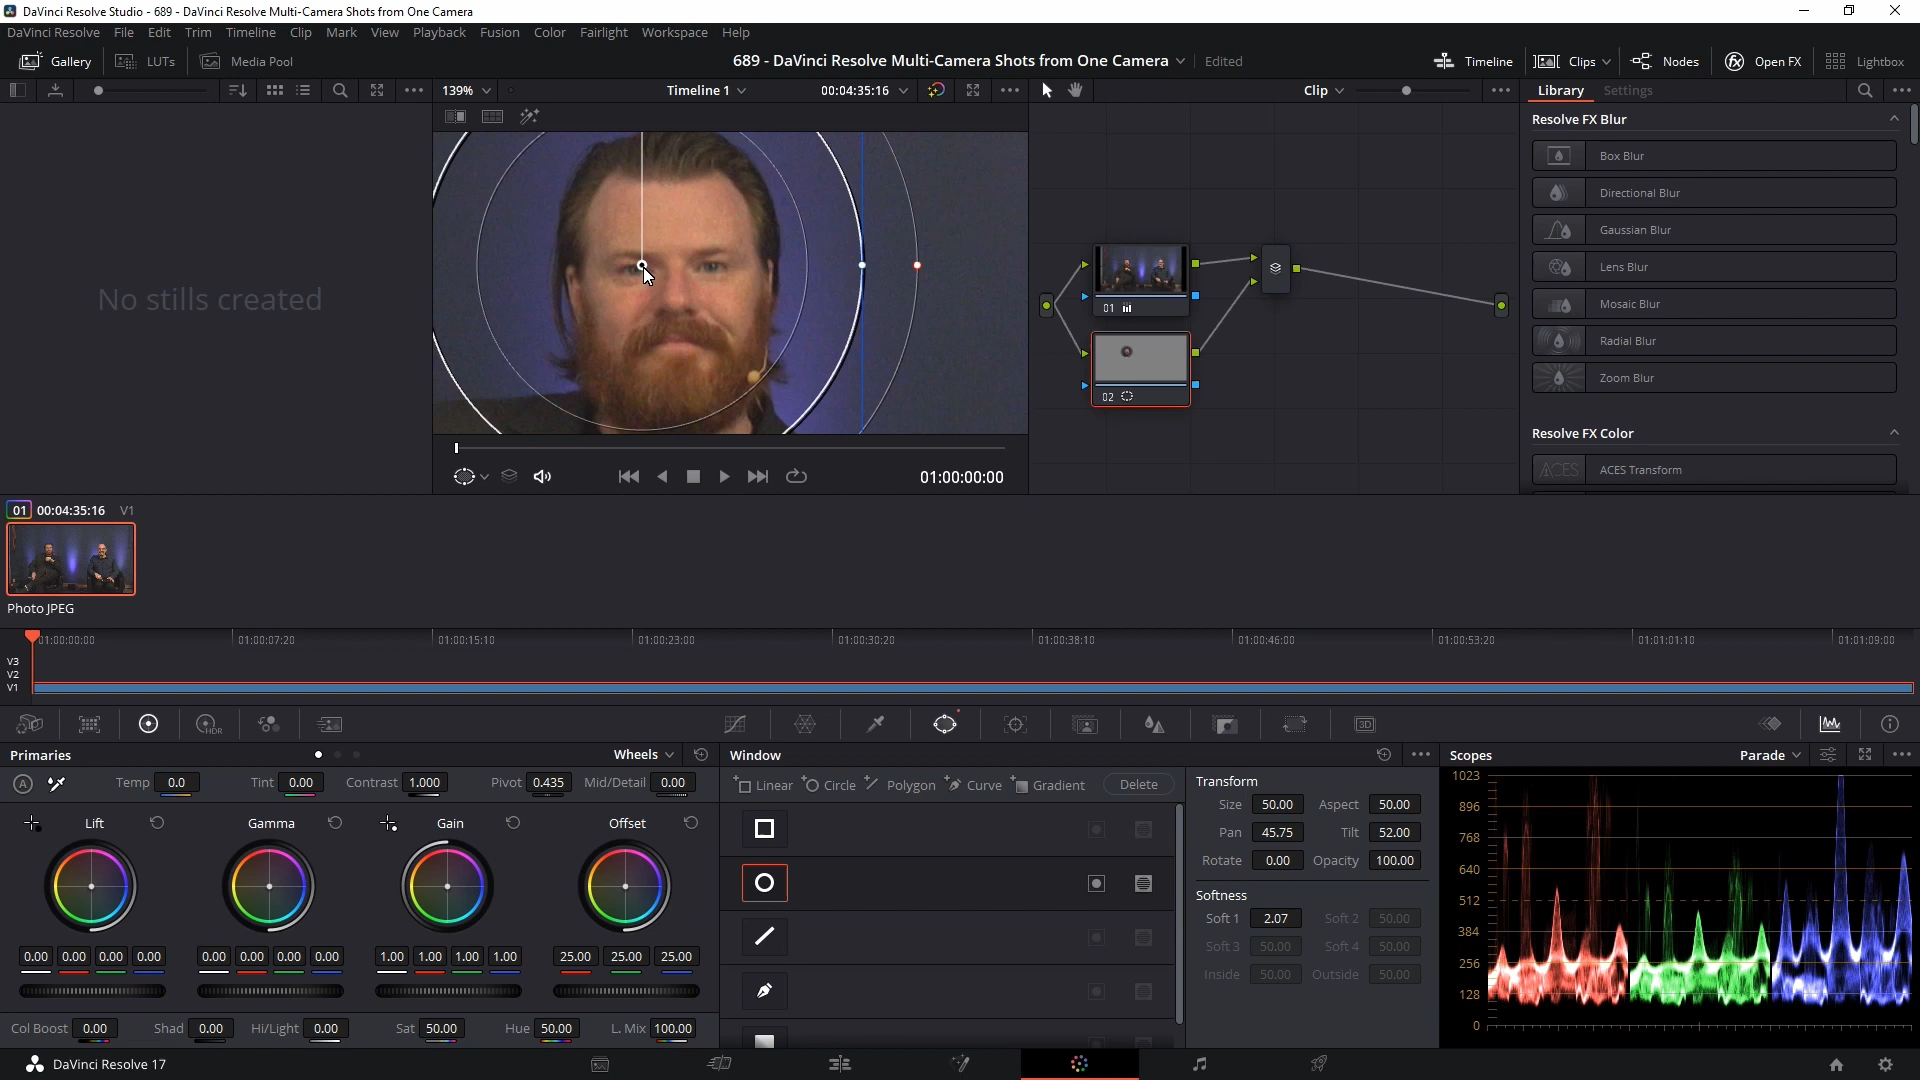 DaVinci Resolve Studio - 689 - DaVinci Resolve Multi-Camera Shots from One Camera
DaVinci Resolve File Edit Trim Timeline Clip Mark View Playback Fusion Color Fairlight Workspace Help
Gallery LUTs Media Pool 689 - DaVinci Resolve Multi-Camera Shots from One Camera Edited Timeline Clips Nodes Open FX Lightbox
139% Timeline 1 00:04:35:16 Clip Library Settings
Resolve FX Blur
Box Blur
Directional Blur
Gaussian Blur
Lens Blur
Mosaic Blur
Radial Blur
Zoom Blur
Resolve FX Color
ACES ACES Transform
No stills created
01
02
01:00:00:00
01 00:04:35:16 V1
Photo JPEG
01:00:00:00 01:00:07:20 01:00:15:10 01:00:23:00 01:00:30:20 01:00:38:10 01:00:46:00 01:00:53:20 01:01:01:10 01:01:09:00
V3
V2
V1
HDR 3D
Primaries Wheels
A Temp 0.0 Tint 0.00 Contrast 1.000 Pivot 0.435 Mid/Detail 0.00
Lift Gamma Gain Offset
0.00 0.00 0.00 0.00 0.00 0.00 0.00 0.00 1.00 1.00 1.00 1.00 25.00 25.00 25.00
Col Boost 0.00 Shad 0.00 Hi/Light 0.00 Sat 50.00 Hue 50.00 L. Mix 100.00
Window
Linear Circle Polygon Curve Gradient Delete
Transform
Size 50.00 Aspect 50.00
Pan 45.75 Tilt 52.00
Rotate 0.00 Opacity 100.00
Softness
Soft 1 2.07 Soft 2 50.00
Soft 3 50.00 Soft 4 50.00
Inside 50.00 Outside 50.00
Scopes Parade
1023
896
768
640
512
384
256
128
0
DaVinci Resolve 17